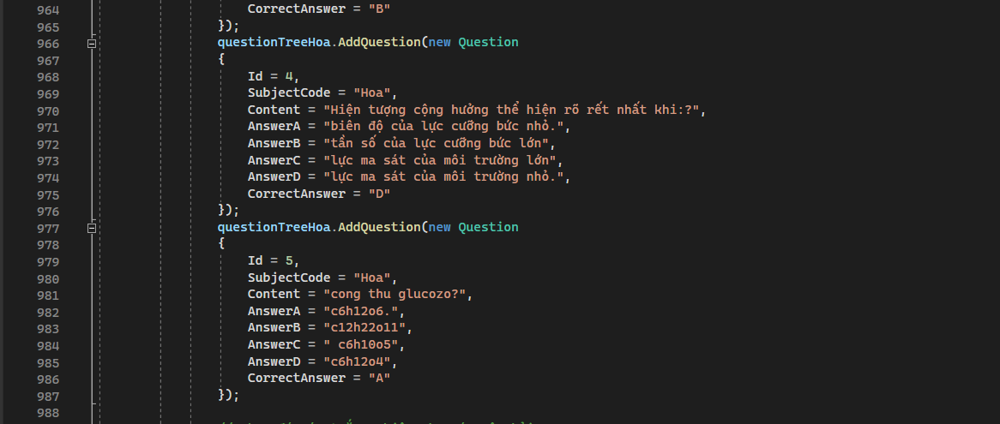 964 CorrectAnswer = "B"
965 });
966 questionTreeHoa.AddQuestion(new Question
967 {
968 Id = 4,
969 SubjectCode = "Hoa",
970 Content = "Hiện tượng cộng hưởng thể hiện rõ rết nhất khi:?",
971 AnswerA = "biên độ của lực cưỡng bức nhỏ.",
972 AnswerB = "tần số của lực cưỡng bức lớn",
973 AnswerC = "lực ma sát của môi trường lớn",
974 AnswerD = "lực ma sát của môi trường nhỏ.",
975 CorrectAnswer = "D"
976 });
977 questionTreeHoa.AddQuestion(new Question
978 {
979 Id = 5,
980 SubjectCode = "Hoa",
981 Content = "cong thu glucozo?",
982 AnswerA = "c6h12o6.",
983 AnswerB = "c12h22o11",
984 AnswerC = " c6h10o5",
985 AnswerD = "c6h12o4",
986 CorrectAnswer = "A"
987 });
988